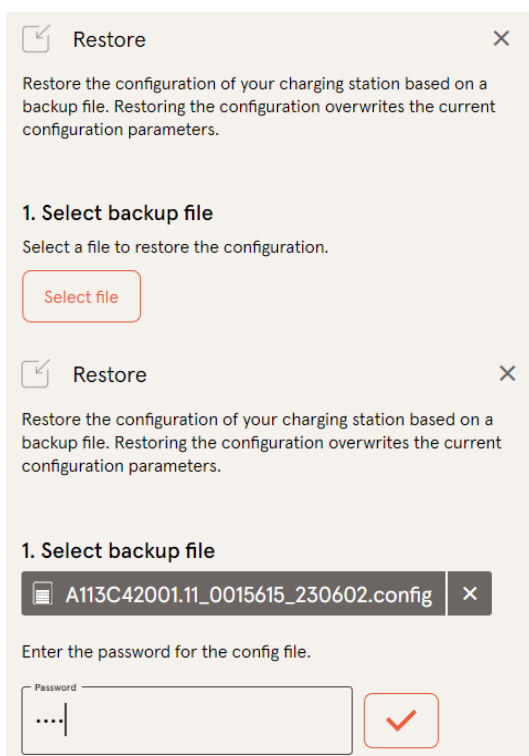 Restore
Restore the configuration of your charging station based on a
backup file. Restoring the configuration overwrites the current
configuration parameters.
1. Select backup file
Select a file to restore the configuration.
Select file
Restore
Restore the configuration of your charging station based on a
backup file. Restoring the configuration overwrites the current
configuration parameters.
1. Select backup file
A113C42001.11_0015615_230602.config
Enter the password for the config file.
Password
····